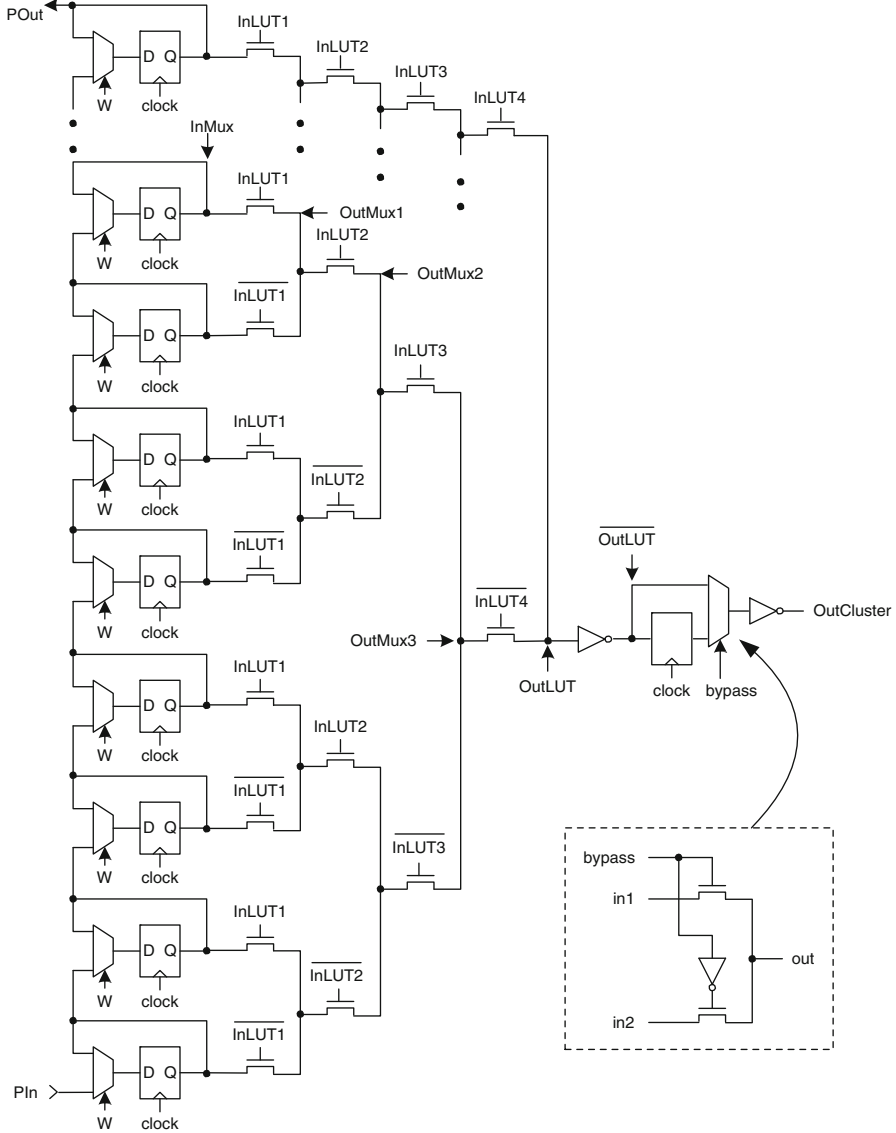 POut
InLUT1
InLUT2
InLUT3
InLUT4
D Q
W
clock
InMux
InLUT1
OutMux1
D Q
InLUT2
W
clock
OutMux2
InLUT1
D Q
InLUT3
W
clock
InLUT1
D Q
InLUT2
W
clock
InLUT1
OutLUT
D Q
InLUT4
OutCluster
W
clock
OutMux3
InLUT1
OutLUT
clock
bypass
D Q
InLUT2
W
clock
InLUT1
D Q
InLUT3
bypass
W
clock
in1
InLUT1
D Q
InLUT2
out
W
clock
in2
InLUT1
D Q
PIn
W
clock